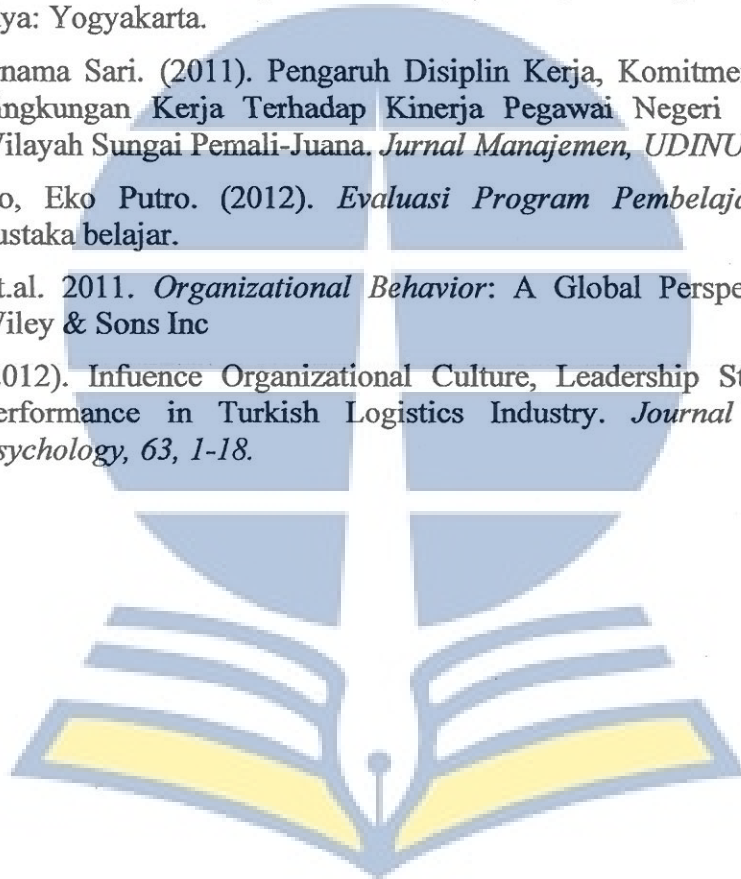 ya: Yogyakarta.
nama Sari. (2011). Pengaruh Disiplin Kerja, Komitme
ingkungan Kerja Terhadap Kinerja Pegawai Negeri
Vilayah Sungai Pemali-Juana. Jurnal Manajemen, UDINU
o, Eko Putro. (2012). Evaluasi Program Pembelaja
ustaka belajar.
t.al. 2011. Organizational Behavior: A Global Perspe
Viley & Sons Inc
2012). Infuence Organizational Culture, Leadership St
erformance in Turkish Logistics Industry. Journal
sychology, 63, 1-18.